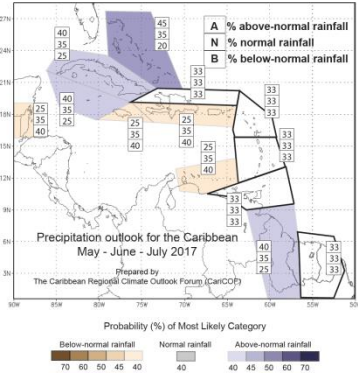 27N
24N
21N
18N
15N
12N
9N
6N
3N
A % above-normal rainfall
N % normal rainfall
B % below-normal rainfall
45
35
20
40
35
25
33
33
33
33
33
33
40
35
25
25
35
40
25
35
40
25
35
40
33
33
33
25
35
40
33
33
33
33
33
33
40
35
25
33
33
33
33
33
33
Precipitation outlook for the Caribbean
May - June - July 2017
Prepared by
The Caribbean Regional Climate Outlook Forum (CariCOF)
90W 85W 80W 75W 70W 65W 60W 55W
Probability (%) of Most Likely Category
Below-normal rainfall Normal rainfall Above-normal rainfall
70 60 50 45 40 40 40 45 50 60 70